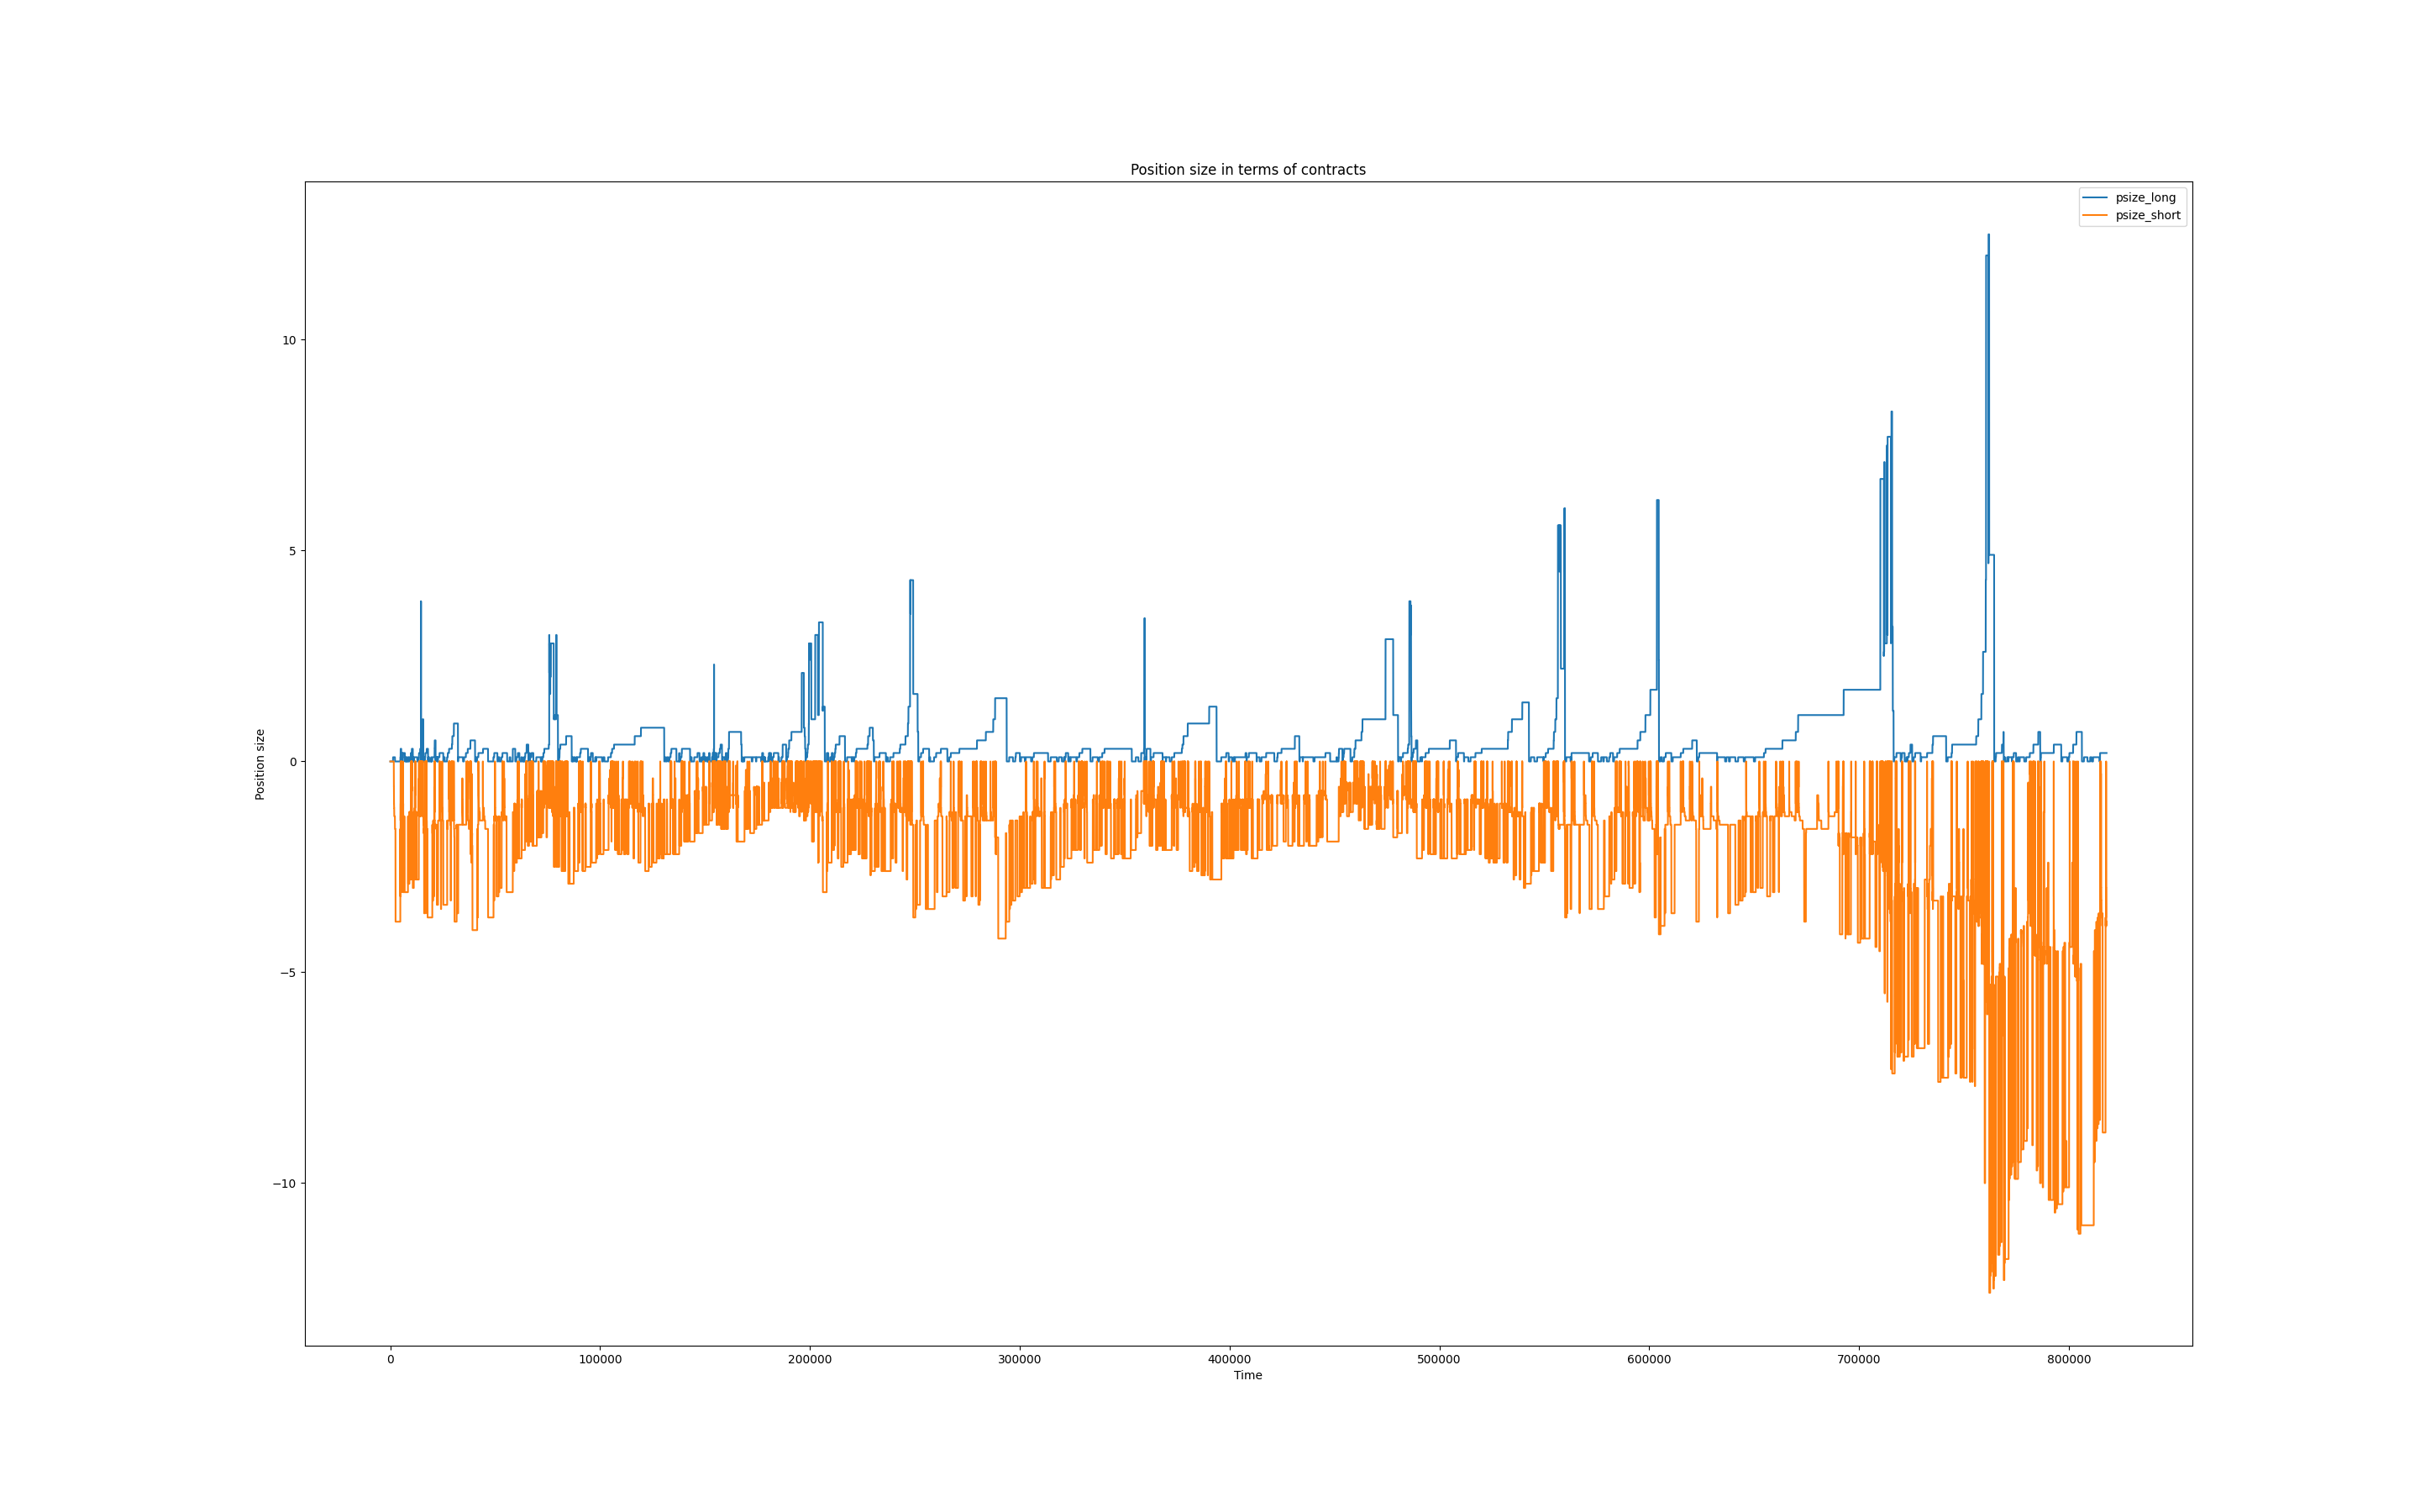 Position size in terms of contracts
psize_long
psize_short
Position size
10
5
0
−5
−10
0 100000 200000 300000 400000 500000 600000 700000 800000
Time